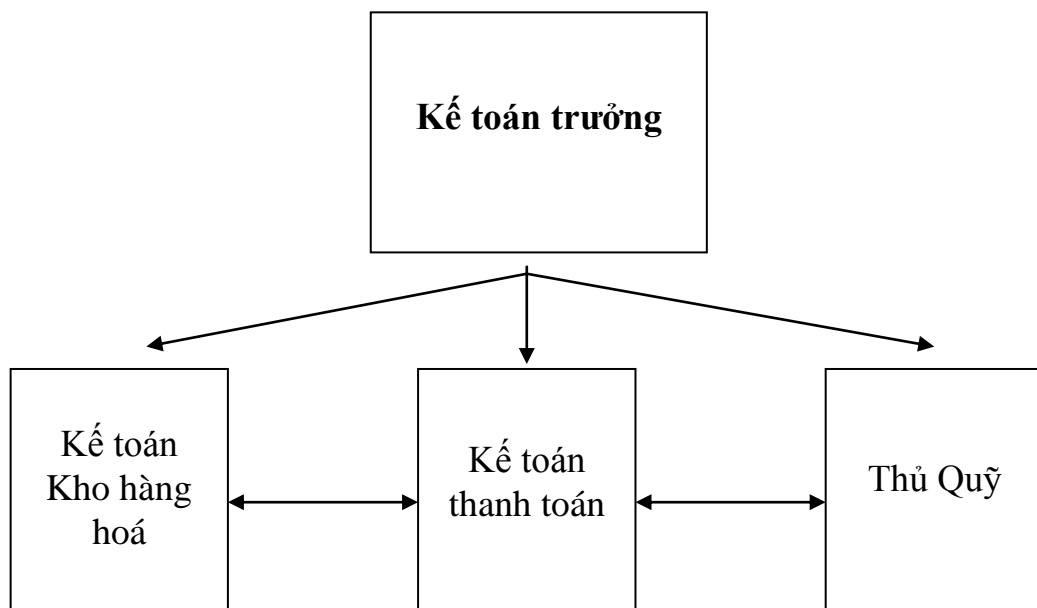 Kế toán trưởng
Kế toán
Kho hàng
hoá
Kế toán
thanh toán
Thủ Quỹ